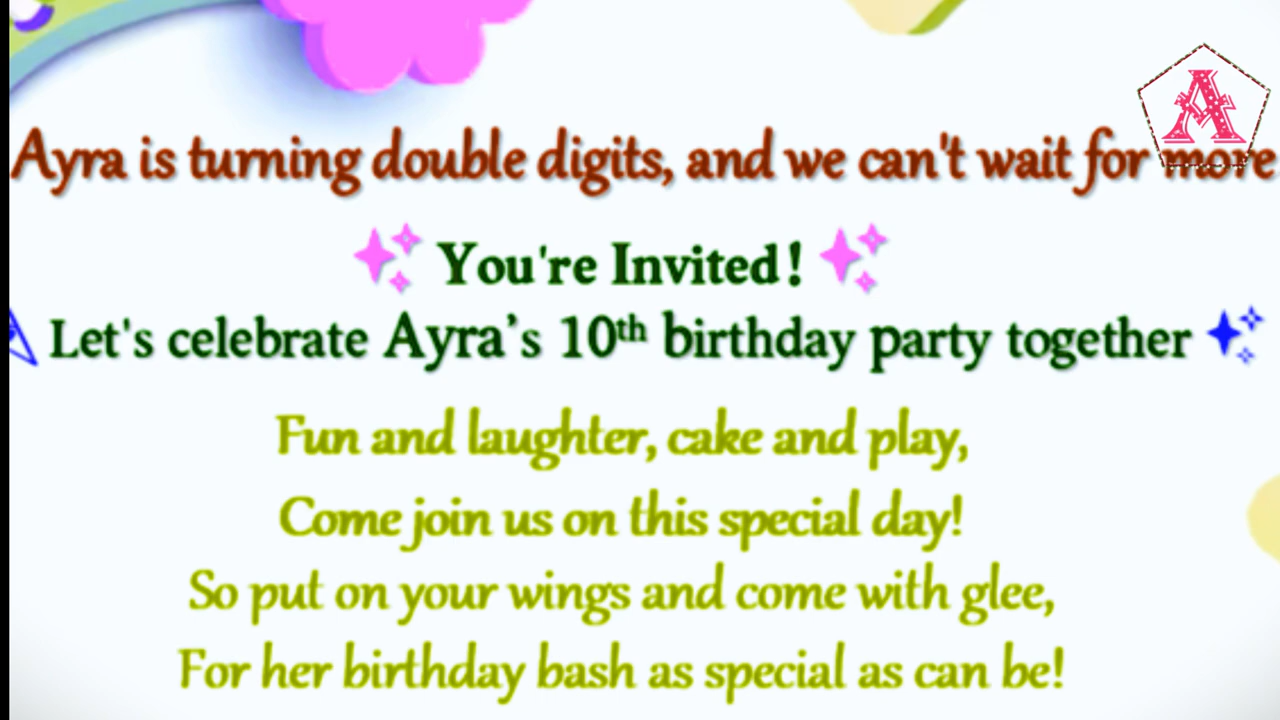 Ayra is turning double digits, and we can't wait for more
A
You're Invited!
Let's celebrate Ayra’s 10th birthday party together
Fun and laughter, cake and play,
Come join us on this special day!
So put on your wings and come with glee,
For her birthday bash as special as can be!